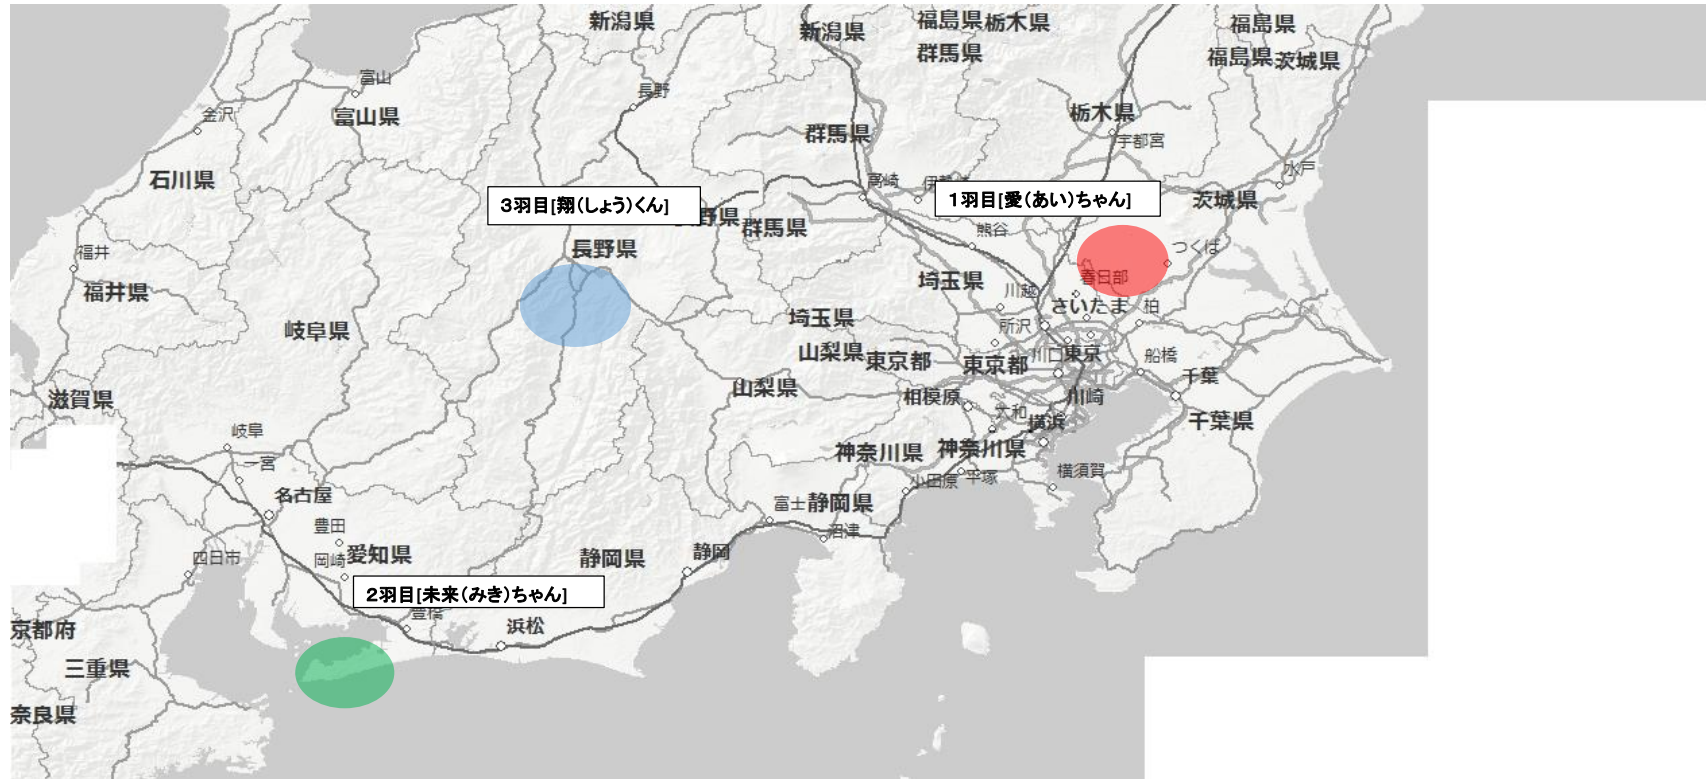 新潟県
新潟県
福島県
栃木県
福島県
群馬県
福島県
茨城県
富山
長野
金沢
富山県
群馬県
栃木県
宇都宮
水戸
石川県
高崎
3羽目[翔(しょう)くん]
1羽目[愛(あい)ちゃん]
茨城県
群馬県
熊谷
福井
長野県
つくば
春日部
福井県
埼玉県
川越
さいたま
柏
岐阜県
埼玉県
所沢
山梨県
東京都
東京都
川口
東京
船橋
千葉
滋賀県
山梨県
相模原
大和
川崎
横浜
千葉県
岐阜
神奈川県
神奈川県
一宮
小田原
平塚
横須賀
名古屋
富士
静岡県
豊田
沼津
四日市
岡崎
愛知県
静岡県
静岡
2羽目[未来(みき)ちゃん]
豊橋
浜松
京都府
三重県
奈良県